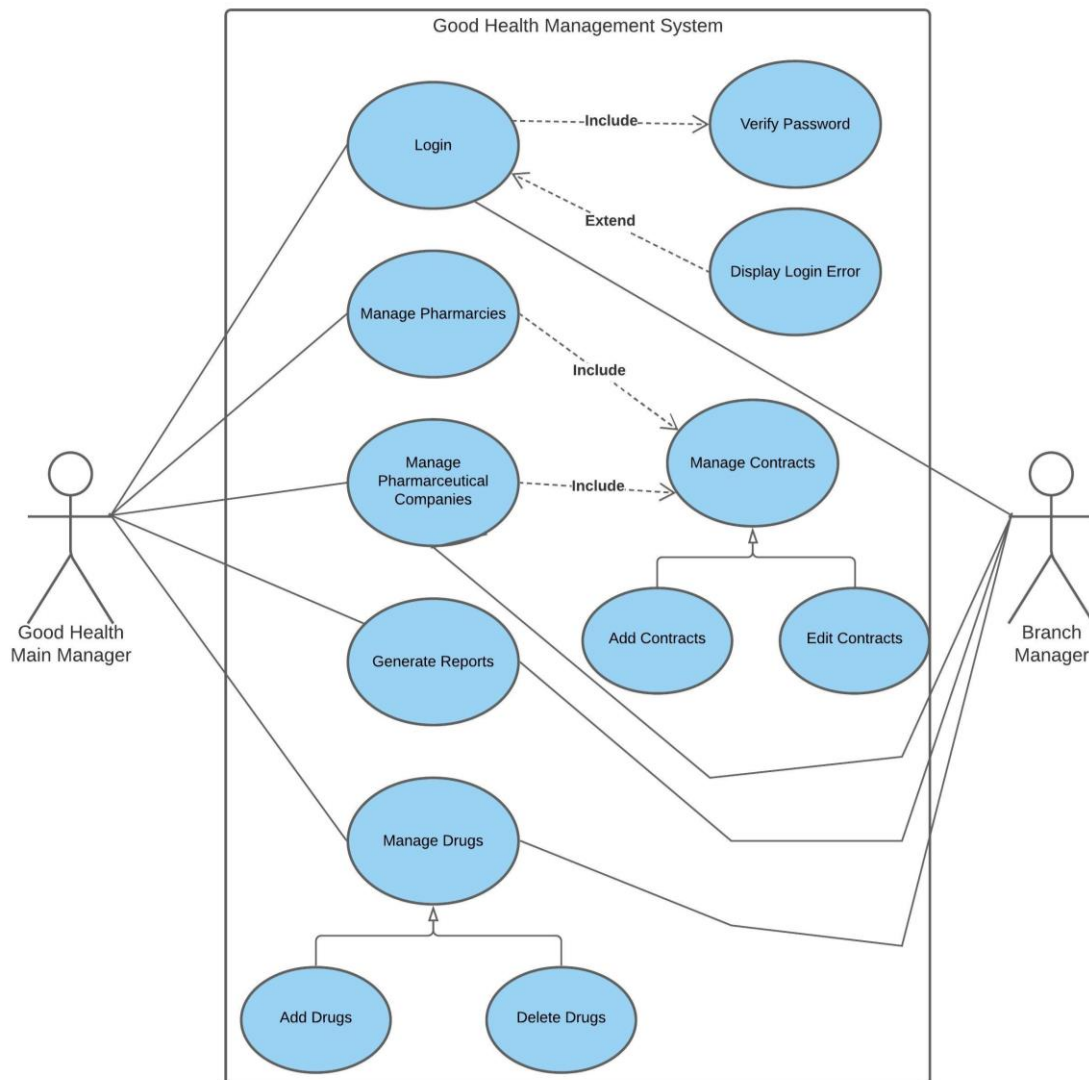 Good Health Management System
Login
Include
Verify Password
Extend
Display Login Error
Manage Pharmarcies
Include
Manage
Pharmarceutical
Companies
Include
Manage Contracts
Good Health
Main Manager
Add Contracts
Edit Contracts
Branch
Manager
Generate Reports
Manage Drugs
Add Drugs
Delete Drugs